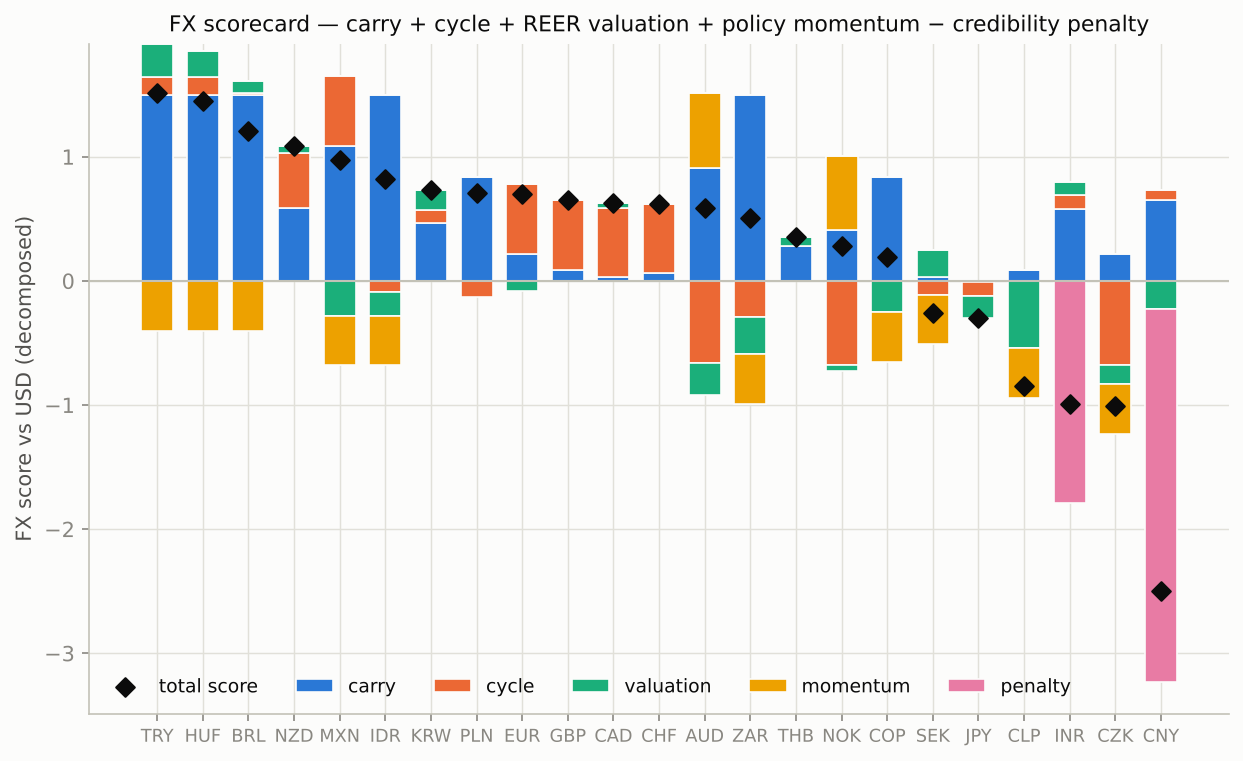 FX scorecard — carry + cycle + REER valuation + policy momentum − credibility penalty
FX score vs USD (decomposed)
1
0
−1
−2
−3
total score carry cycle valuation momentum penalty
TRY HUF BRL NZD MXN IDR KRW PLN EUR GBP CAD CHF AUD ZAR THB NOK COP SEK JPY CLP INR CZK CNY